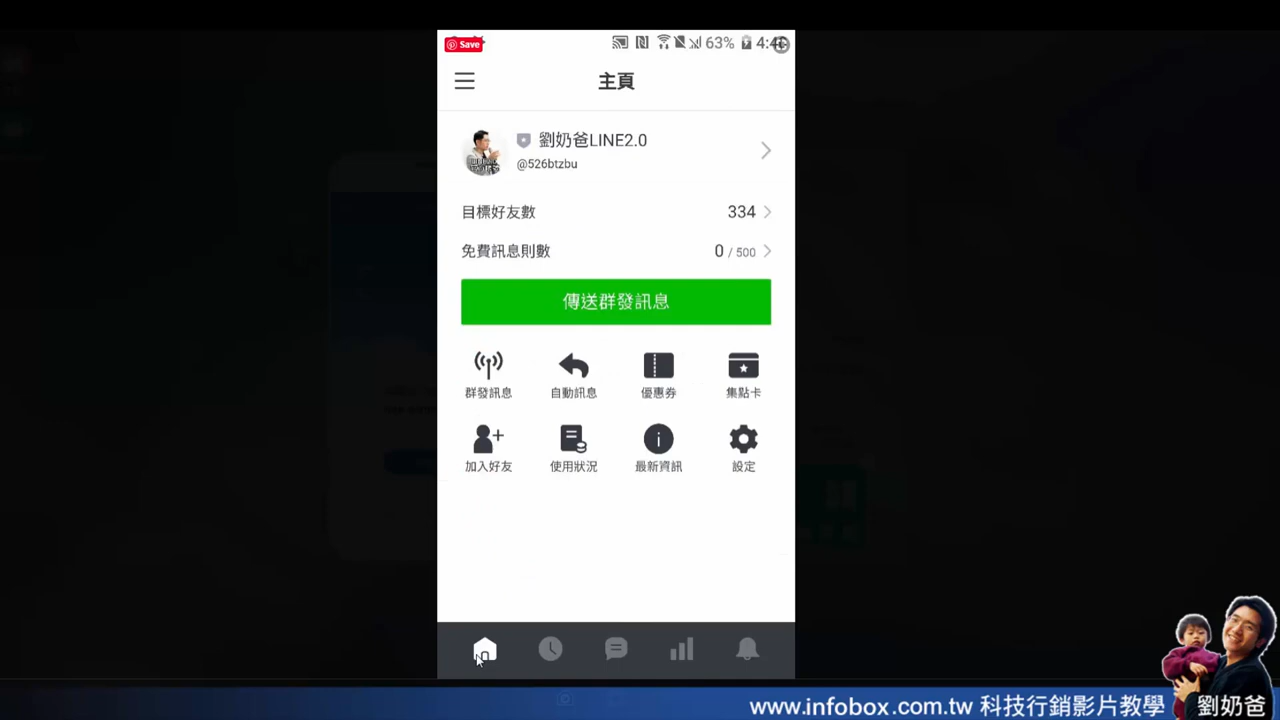 Save
63%
主頁
劉奶爸LINE2.0
@526btzbu
目標好友數 334
免費訊息則數 0 / 500
傳送群發訊息
群發訊息 自動訊息 優惠券 集點卡
加入好友 使用狀況 最新資訊 設定
www.infobox.com.tw 科技行銷影片教學 劉奶爸